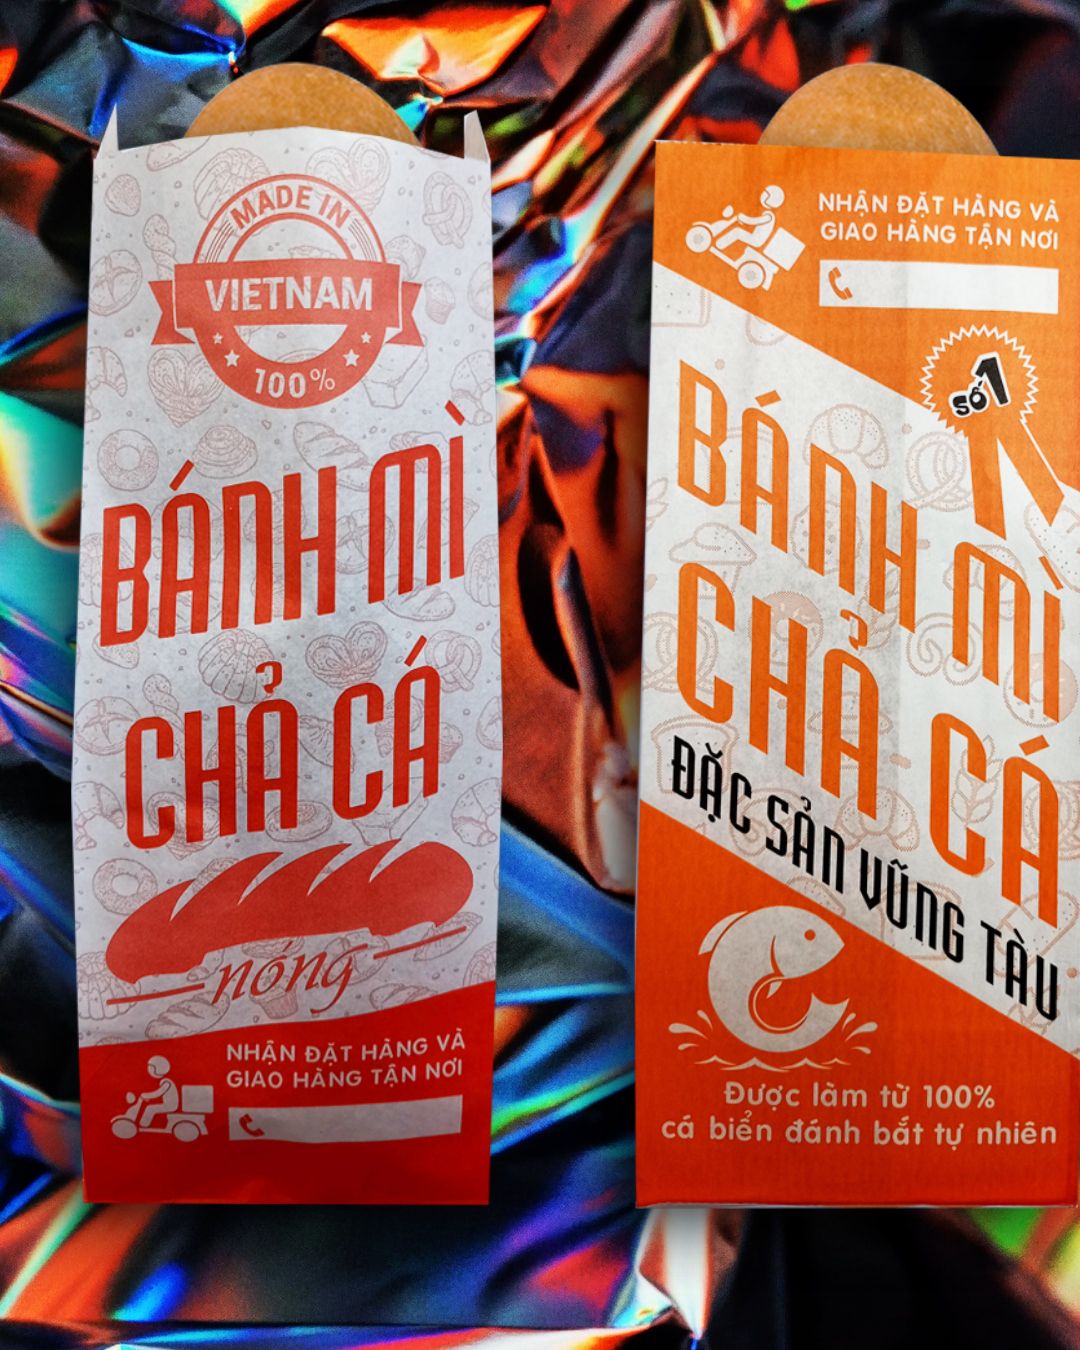 MADE IN
VIETNAM
100%
BÁNH MÌ
CHẢ CÁ
nóng
NHẬN ĐẶT HÀNG VÀ
GIAO HÀNG TẬN NƠI
NHẬN ĐẶT HÀNG VÀ
GIAO HÀNG TẬN NƠI
SỐ 1
BÁNH MÌ
CHẢ CÁ
ĐẶC SẢN VŨNG TÀU
Được làm từ 100%
cá biển đánh bắt tự nhiên